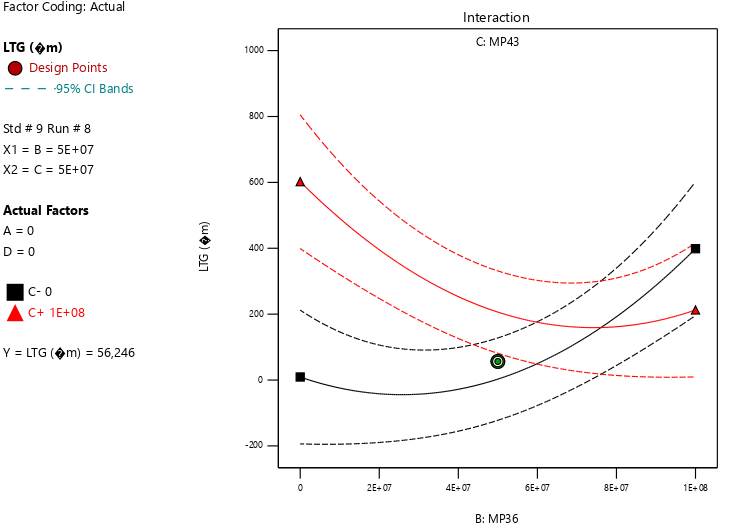 Factor Coding: Actual
LTG (�m)
Design Points
95% CI Bands
Std # 9 Run # 8
X1 = B = 5E+07
X2 = C = 5E+07
Actual Factors
A = 0
D = 0
C- 0
C+ 1E+08
Y = LTG (�m) = 56,246
Interaction
C: MP43
LTG (�m)
1000
800
600
400
200
0
-200
0 2E+07 4E+07 6E+07 8E+07 1E+08
B: MP36